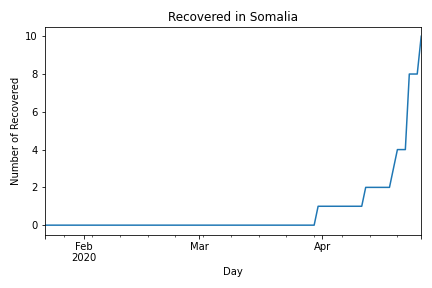 Recovered in Somalia
10
8
6
4
2
0
Number of Recovered
Feb
2020
Mar
Apr
Day